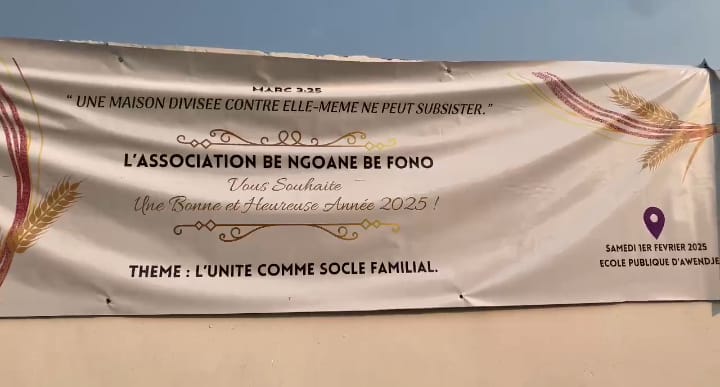 MARC 3:25
“ UNE MAISON DIVISEE CONTRE ELLE-MEME NE PEUT SUBSISTER.”
L’ASSOCIATION BE NGOANE BE FONO
Vous Souhaite
Une Bonne et Heureuse Année 2025 !
THEME : L’UNITE COMME SOCLE FAMILIAL.
SAMEDI 1ER FEVRIER 2025
ECOLE PUBLIQUE D’AWENDJE